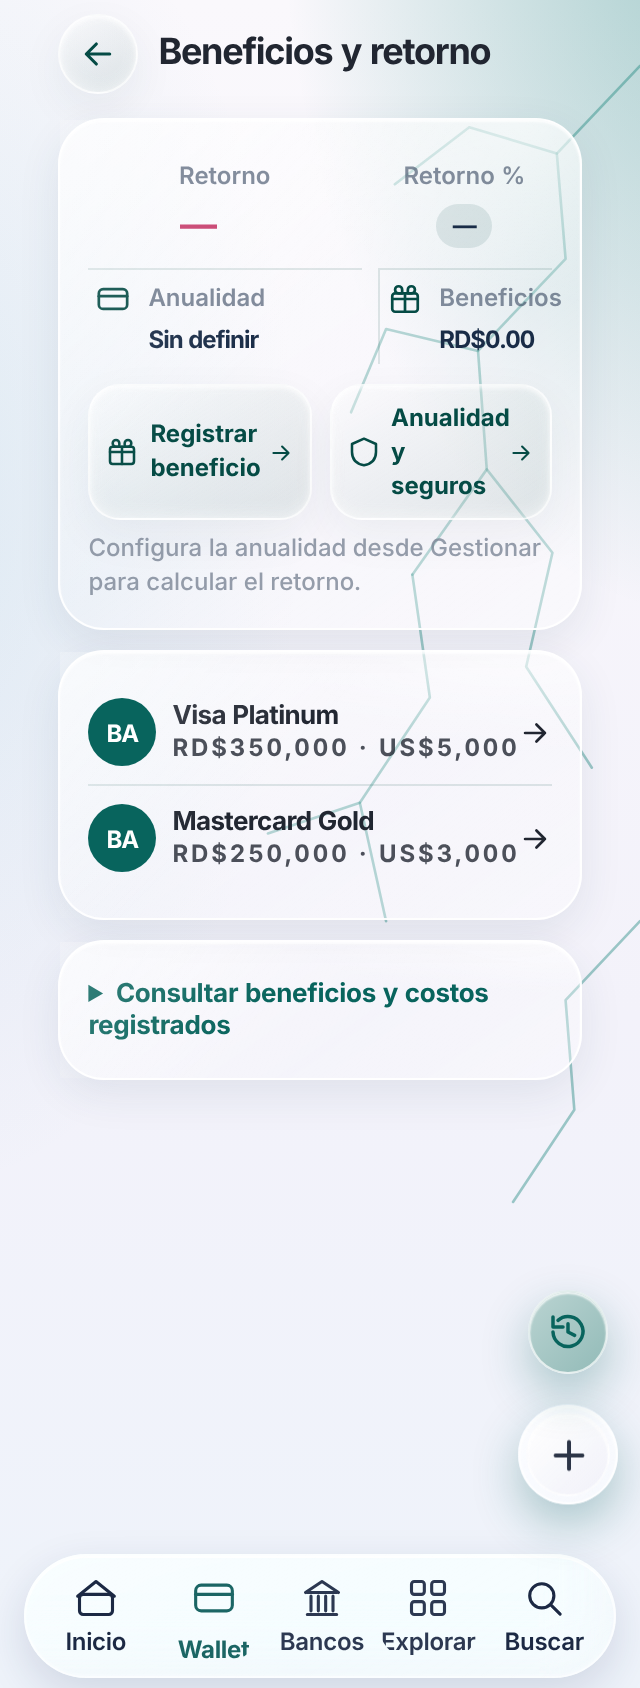 Beneficios y retorno
Retorno
Retorno %
—
—
Anualidad
Sin definir
Beneficios
RD$0.00
Registrar
beneficio
Anualidad
y
seguros
Configura la anualidad desde Gestionar
para calcular el retorno.
BA
Visa Platinum
RD$350,000 · US$5,000
BA
Mastercard Gold
RD$250,000 · US$3,000
Consultar beneficios y costos
registrados
Inicio
Wallet
Bancos
Explorar
Buscar